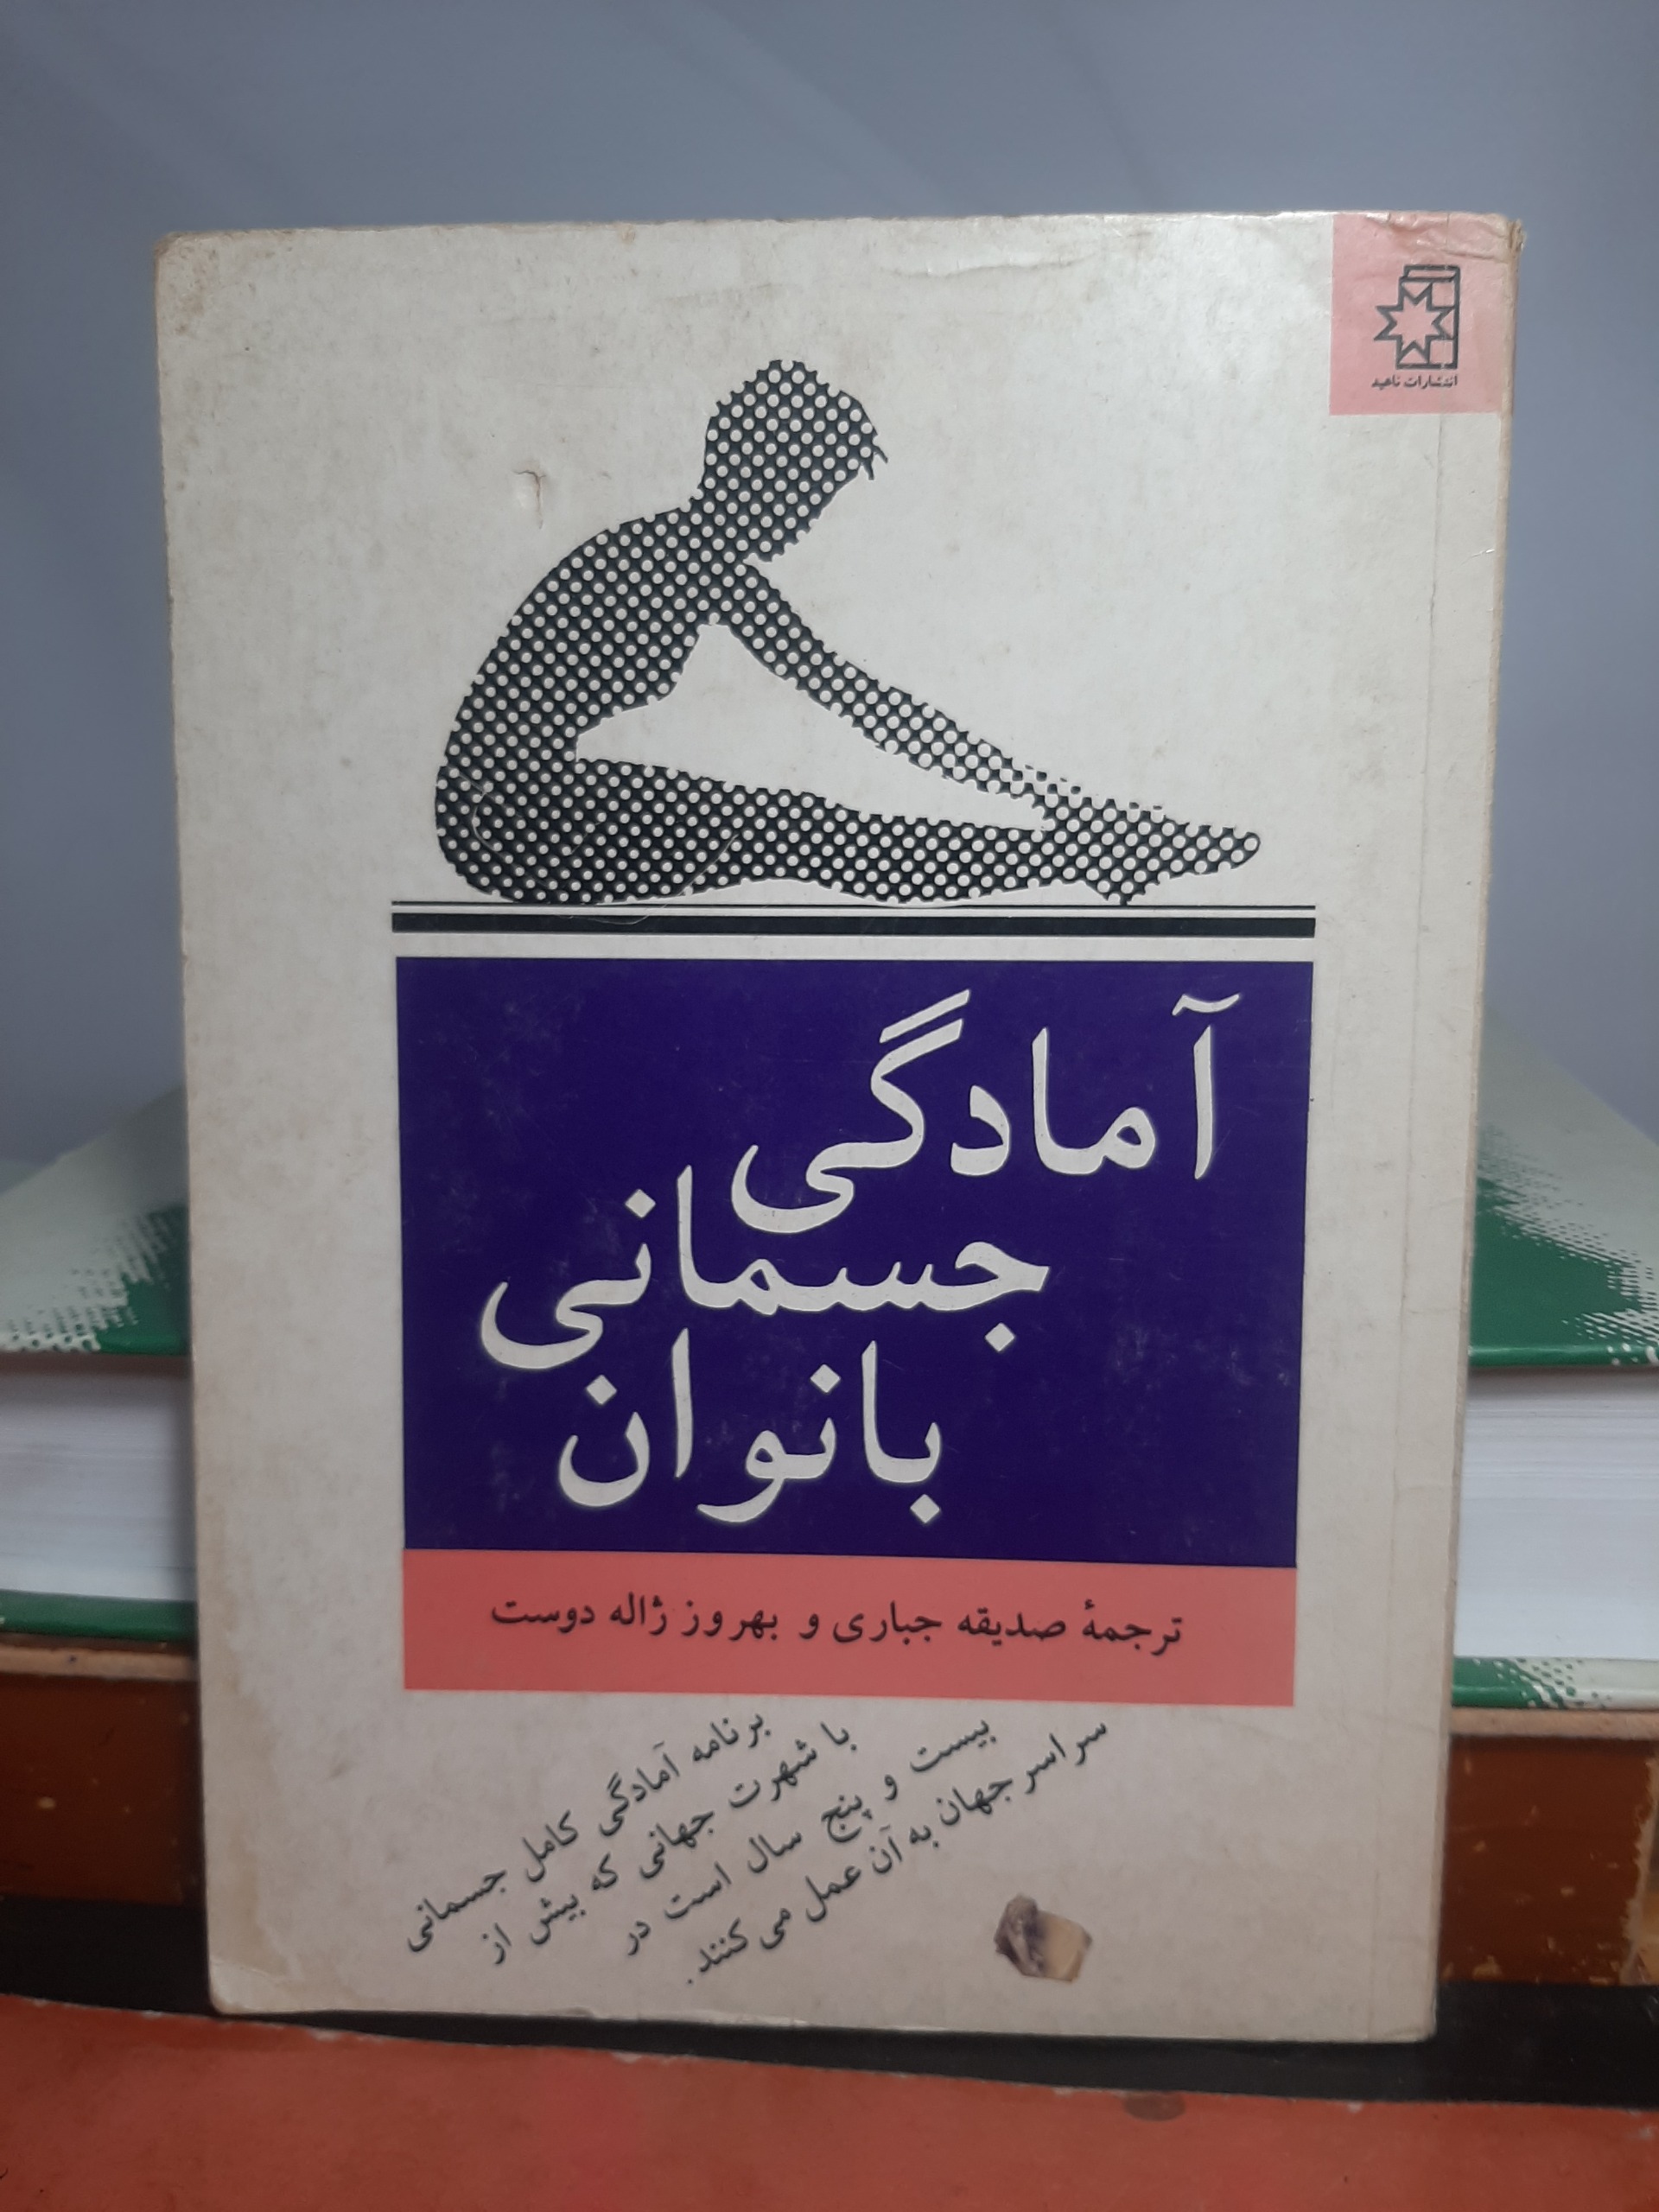 انتشارات ناهید
آمادگی
جسمانی
بانوان
ترجمهٔ صدیقه جباری و بهروز ژاله دوست
برنامه آمادگی کامل جسمانی
با شهرت جهانی که بیش از
بیست و پنج سال است در
سراسر جهان به آن عمل می‌کنند.